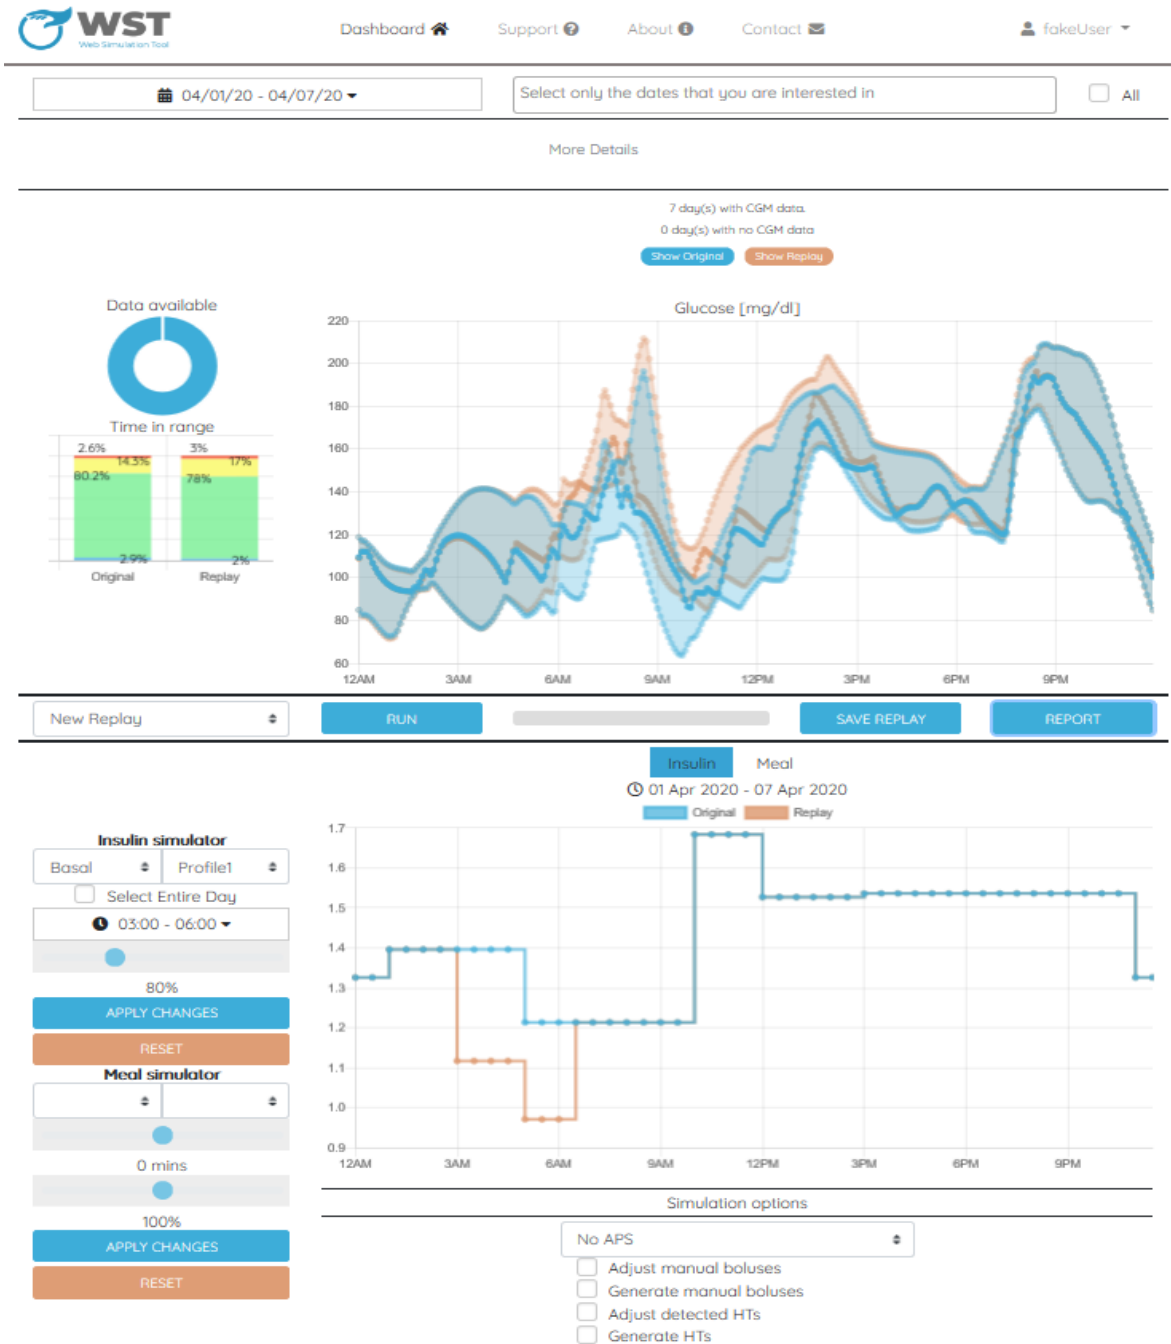 WST
Web Simulation Tool
Dashboard Support About Contact fakeUser
04/01/20 - 04/07/20 Select only the dates that you are interested in All
More Details
7 day(s) with CGM data.
0 day(s) with no CGM data
Show Original Show Replay
Data available
Time in range
2.6% 3%
14.3% 17%
80.2% 78%
2.9% 2%
Original Replay
Glucose [mg/dl]
220
200
180
160
140
120
100
80
60
12AM 3AM 6AM 9AM 12PM 3PM 6PM 9PM
New Replay RUN SAVE REPLAY REPORT
Insulin Meal
01 Apr 2020 - 07 Apr 2020
Original Replay
Insulin simulator
Basal Profile1
Select Entire Day
03:00 - 06:00
80%
APPLY CHANGES
RESET
Meal simulator
0 mins
100%
APPLY CHANGES
RESET
1.7
1.6
1.5
1.4
1.3
1.2
1.1
1.0
0.9
12AM 3AM 6AM 9AM 12PM 3PM 6PM 9PM
Simulation options
No APS
Adjust manual boluses
Generate manual boluses
Adjust detected HTs
Generate HTs